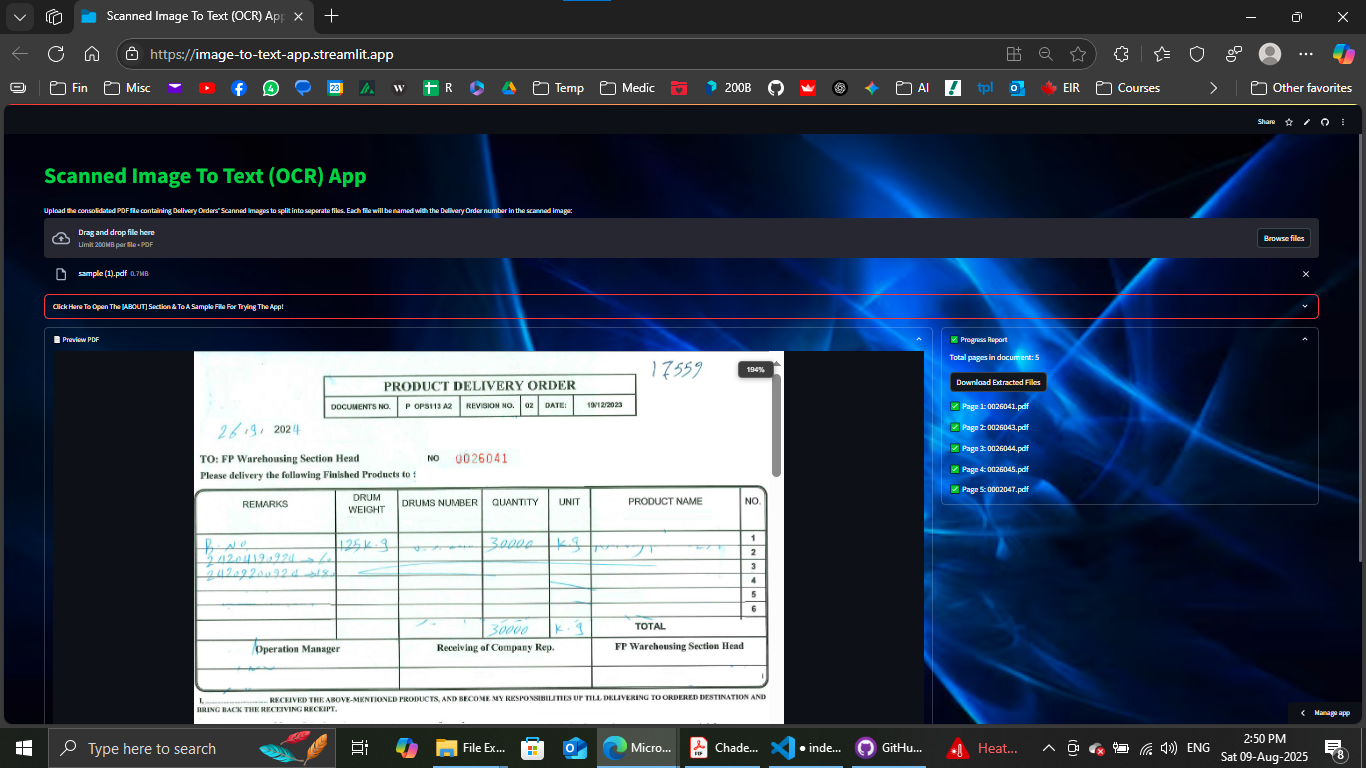 Scanned Image To Text (OCR) App
https://image-to-text-app.streamlit.app
Fin Misc 23 W R Temp Medic 200B AI tpl EIR Courses Other favorites
Share
Scanned Image To Text (OCR) App
Upload the consolidated PDF file containing Delivery Orders' Scanned Images to split into seperate files. Each file will be named with the Delivery Order number in the scanned image:
Drag and drop file here
Limit 200MB per file • PDF
Browse files
sample (1).pdf 0.7MB
Click Here To Open The [ABOUT] Section & To A Sample File For Trying The App!
Preview PDF
194%
17559
PRODUCT DELIVERY ORDER
DOCUMENTS NO. P OPS113 A2 REVISION NO. 02 DATE: 19/12/2023
26.9. 2024
TO: FP Warehousing Section Head NO 0026041
Please delivery the following Finished Products to :
REMARKS DRUM WEIGHT DRUMS NUMBER QUANTITY UNIT PRODUCT NAME NO.
B.No. 125 K.g 30000 K.g 1
2
3
4
5
6
30000 K.g TOTAL
Operation Manager Receiving of Company Rep. FP Warehousing Section Head
I, ........................ RECEIVED THE ABOVE-MENTIONED PRODUCTS, AND BECOME MY RESPONSIBILITIES UP TILL DELIVERING TO ORDERED DESTINATION AND
BRING BACK THE RECEIVING RECEIPT.
Progress Report
Total pages in document: 5
Download Extracted Files
Page 1: 0026041.pdf
Page 2: 0026043.pdf
Page 3: 0026044.pdf
Page 4: 0026045.pdf
Page 5: 0002047.pdf
Manage app
Type here to search
File Ex...
Micro...
Chade...
inde...
GitHu...
Heat...
ENG
2:50 PM
Sat 09-Aug-2025
8